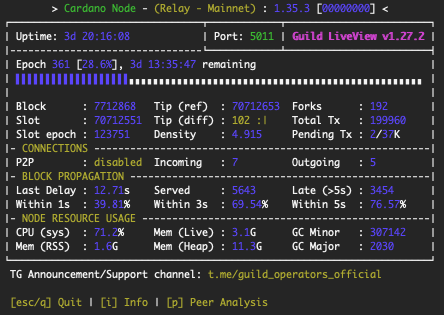 > Cardano Node - (Relay - Mainnet) : 1.35.3 [00000000] <
Uptime: 3d 20:16:08 | Port: 5011 | Guild LiveView v1.27.2
Epoch 361 [28.6%], 3d 13:35:47 remaining
Block : 7712868 Tip (ref) : 70712653 Forks : 192
Slot : 70712551 Tip (diff) : 102 :| Total Tx : 199960
Slot epoch : 123751 Density : 4.915 Pending Tx : 2/37K
- CONNECTIONS
P2P : disabled Incoming : 7 Outgoing : 5
- BLOCK PROPAGATION
Last Delay : 12.71s Served : 5643 Late (>5s) : 3454
Within 1s : 39.81% Within 3s : 69.54% Within 5s : 76.57%
- NODE RESOURCE USAGE
CPU (sys) : 71.2% Mem (Live) : 3.1G GC Minor : 307142
Mem (RSS) : 1.6G Mem (Heap) : 11.3G GC Major : 2030
TG Announcement/Support channel: t.me/guild_operators_official
[esc/q] Quit | [i] Info | [p] Peer Analysis